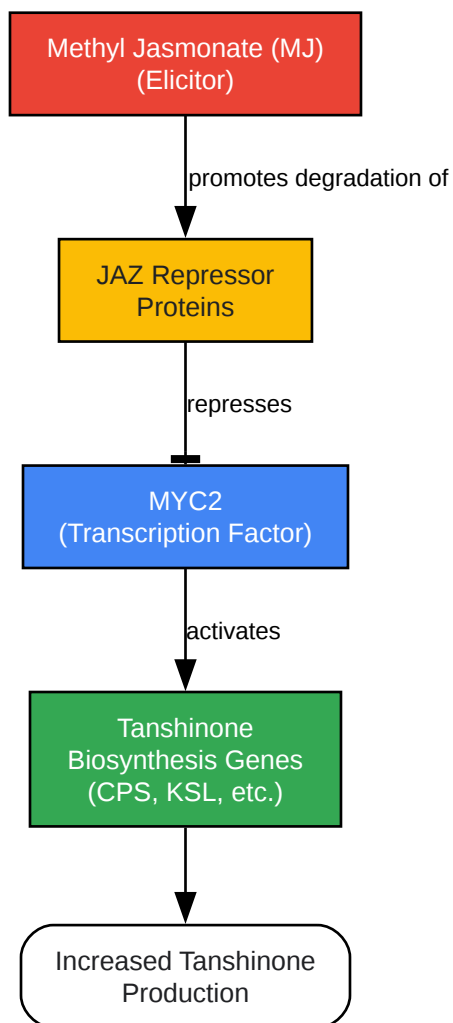 Methyl Jasmonate (MJ)
(Elicitor)
promotes degradation of
JAZ Repressor
Proteins
represses
MYC2
(Transcription Factor)
activates
Tanshinone
Biosynthesis Genes
(CPS, KSL, etc.)
Increased Tanshinone
Production